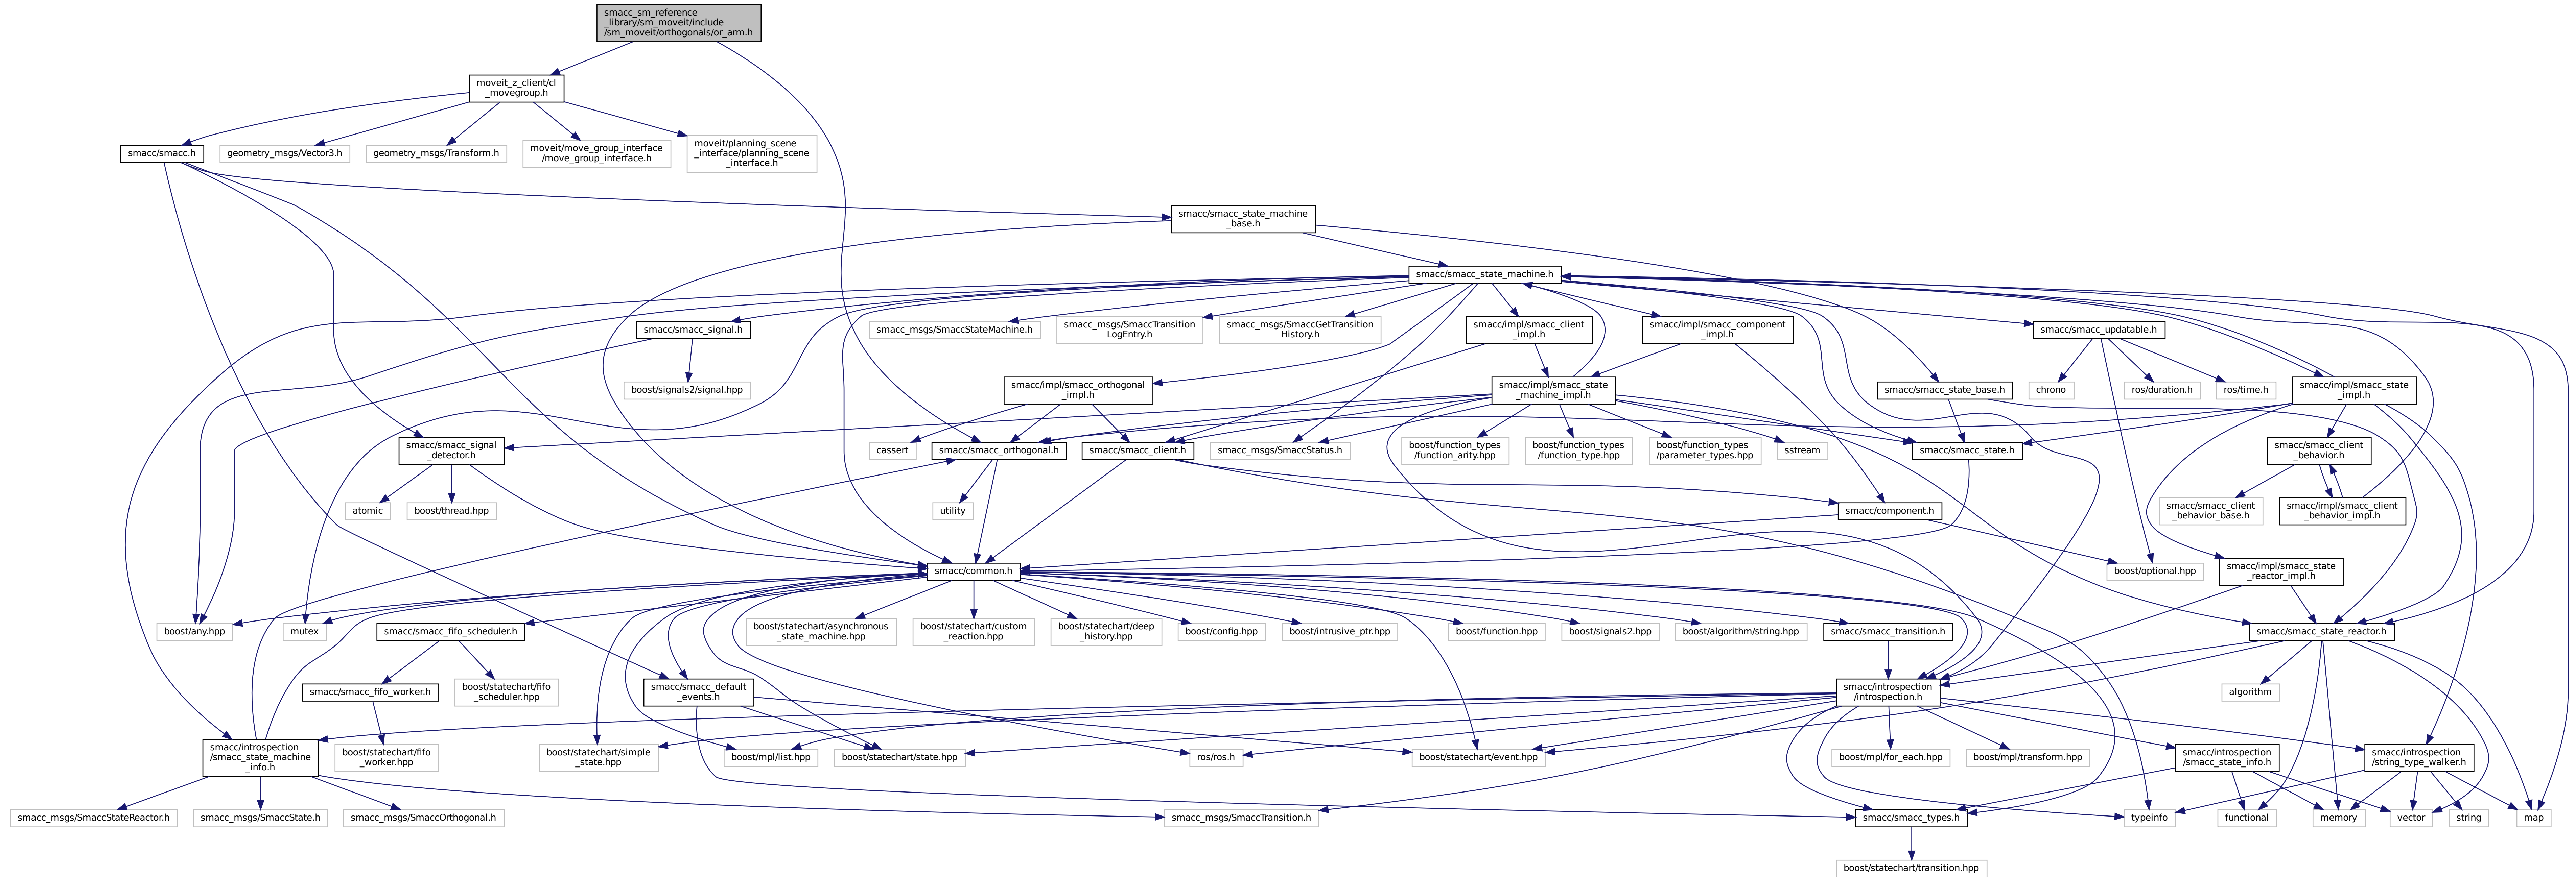 smacc_sm_reference
_library/sm_moveit/include
/sm_moveit/orthogonals/or_arm.h
moveit_z_client/cl
_movegroup.h
smacc/smacc.h
geometry_msgs/Vector3.h
geometry_msgs/Transform.h
moveit/move_group_interface
/move_group_interface.h
moveit/planning_scene
_interface/planning_scene
_interface.h
smacc/smacc_state_machine
_base.h
smacc/smacc_state_machine.h
smacc/smacc_signal.h
smacc_msgs/SmaccStateMachine.h
smacc_msgs/SmaccTransition
LogEntry.h
smacc_msgs/SmaccGetTransition
History.h
smacc/impl/smacc_client
_impl.h
smacc/impl/smacc_component
_impl.h
smacc/smacc_updatable.h
boost/signals2/signal.hpp
smacc/impl/smacc_orthogonal
_impl.h
smacc/impl/smacc_state
_machine_impl.h
smacc/smacc_state_base.h
chrono
ros/duration.h
ros/time.h
smacc/impl/smacc_state
_impl.h
smacc/smacc_signal
_detector.h
cassert
smacc/smacc_orthogonal.h
smacc/smacc_client.h
smacc_msgs/SmaccStatus.h
boost/function_types
/function_arity.hpp
boost/function_types
/function_type.hpp
boost/function_types
/parameter_types.hpp
sstream
smacc/smacc_state.h
smacc/smacc_client
_behavior.h
atomic
boost/thread.hpp
utility
smacc/component.h
smacc/smacc_client
_behavior_base.h
smacc/impl/smacc_client
_behavior_impl.h
smacc/common.h
boost/optional.hpp
smacc/impl/smacc_state
_reactor_impl.h
boost/any.hpp
mutex
smacc/smacc_fifo_scheduler.h
boost/statechart/asynchronous
_state_machine.hpp
boost/statechart/custom
_reaction.hpp
boost/statechart/deep
_history.hpp
boost/config.hpp
boost/intrusive_ptr.hpp
boost/function.hpp
boost/signals2.hpp
boost/algorithm/string.hpp
smacc/smacc_transition.h
smacc/smacc_state_reactor.h
smacc/smacc_fifo_worker.h
boost/statechart/fifo
_scheduler.hpp
smacc/smacc_default
_events.h
smacc/introspection
/introspection.h
algorithm
smacc/introspection
/smacc_state_machine
_info.h
boost/statechart/fifo
_worker.hpp
boost/statechart/simple
_state.hpp
boost/mpl/list.hpp
boost/statechart/state.hpp
ros/ros.h
boost/statechart/event.hpp
boost/mpl/for_each.hpp
boost/mpl/transform.hpp
smacc/introspection
/smacc_state_info.h
smacc/introspection
/string_type_walker.h
smacc_msgs/SmaccStateReactor.h
smacc_msgs/SmaccState.h
smacc_msgs/SmaccOrthogonal.h
smacc_msgs/SmaccTransition.h
smacc/smacc_types.h
typeinfo
functional
memory
vector
string
map
boost/statechart/transition.hpp